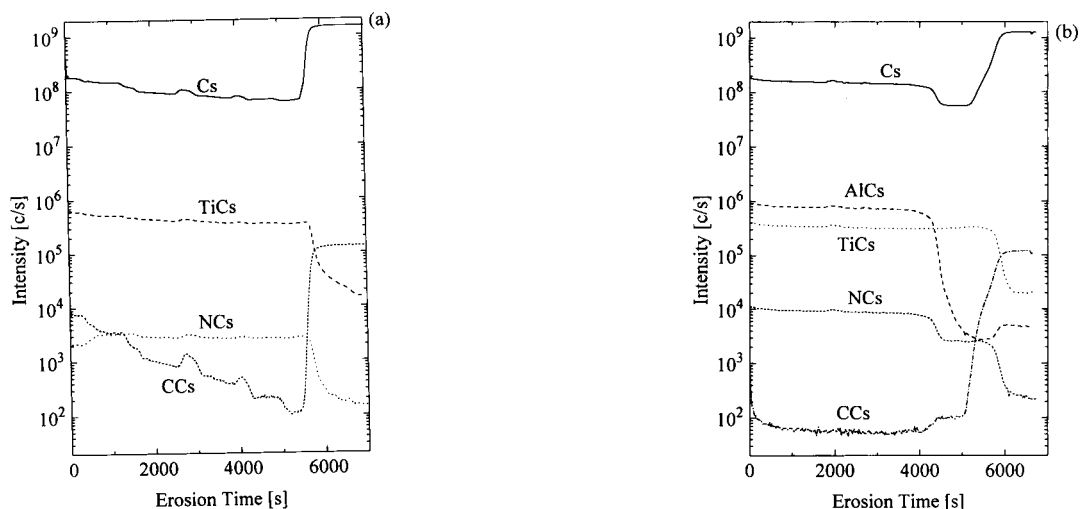 (a)
10^9
10^8
10^7
10^6
10^5
10^4
10^3
10^2
Intensity [c/s]
Cs
TiCs
NCs
CCs
0 2000 4000 6000
Erosion Time [s]
(b)
10^9
10^8
10^7
10^6
10^5
10^4
10^3
10^2
Intensity [c/s]
Cs
AlCs
TiCs
NCs
CCs
0 2000 4000 6000
Erosion Time [s]